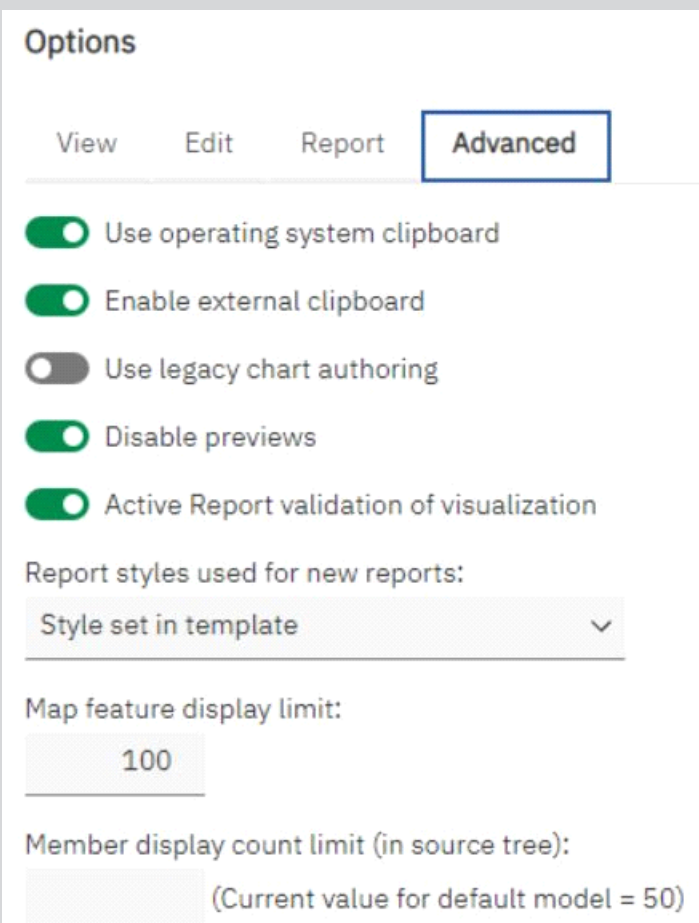 Options
View Edit Report Advanced
Use operating system clipboard
Enable external clipboard
Use legacy chart authoring
Disable previews
Active Report validation of visualization
Report styles used for new reports:
Style set in template
Map feature display limit:
100
Member display count limit (in source tree):
(Current value for default model = 50)